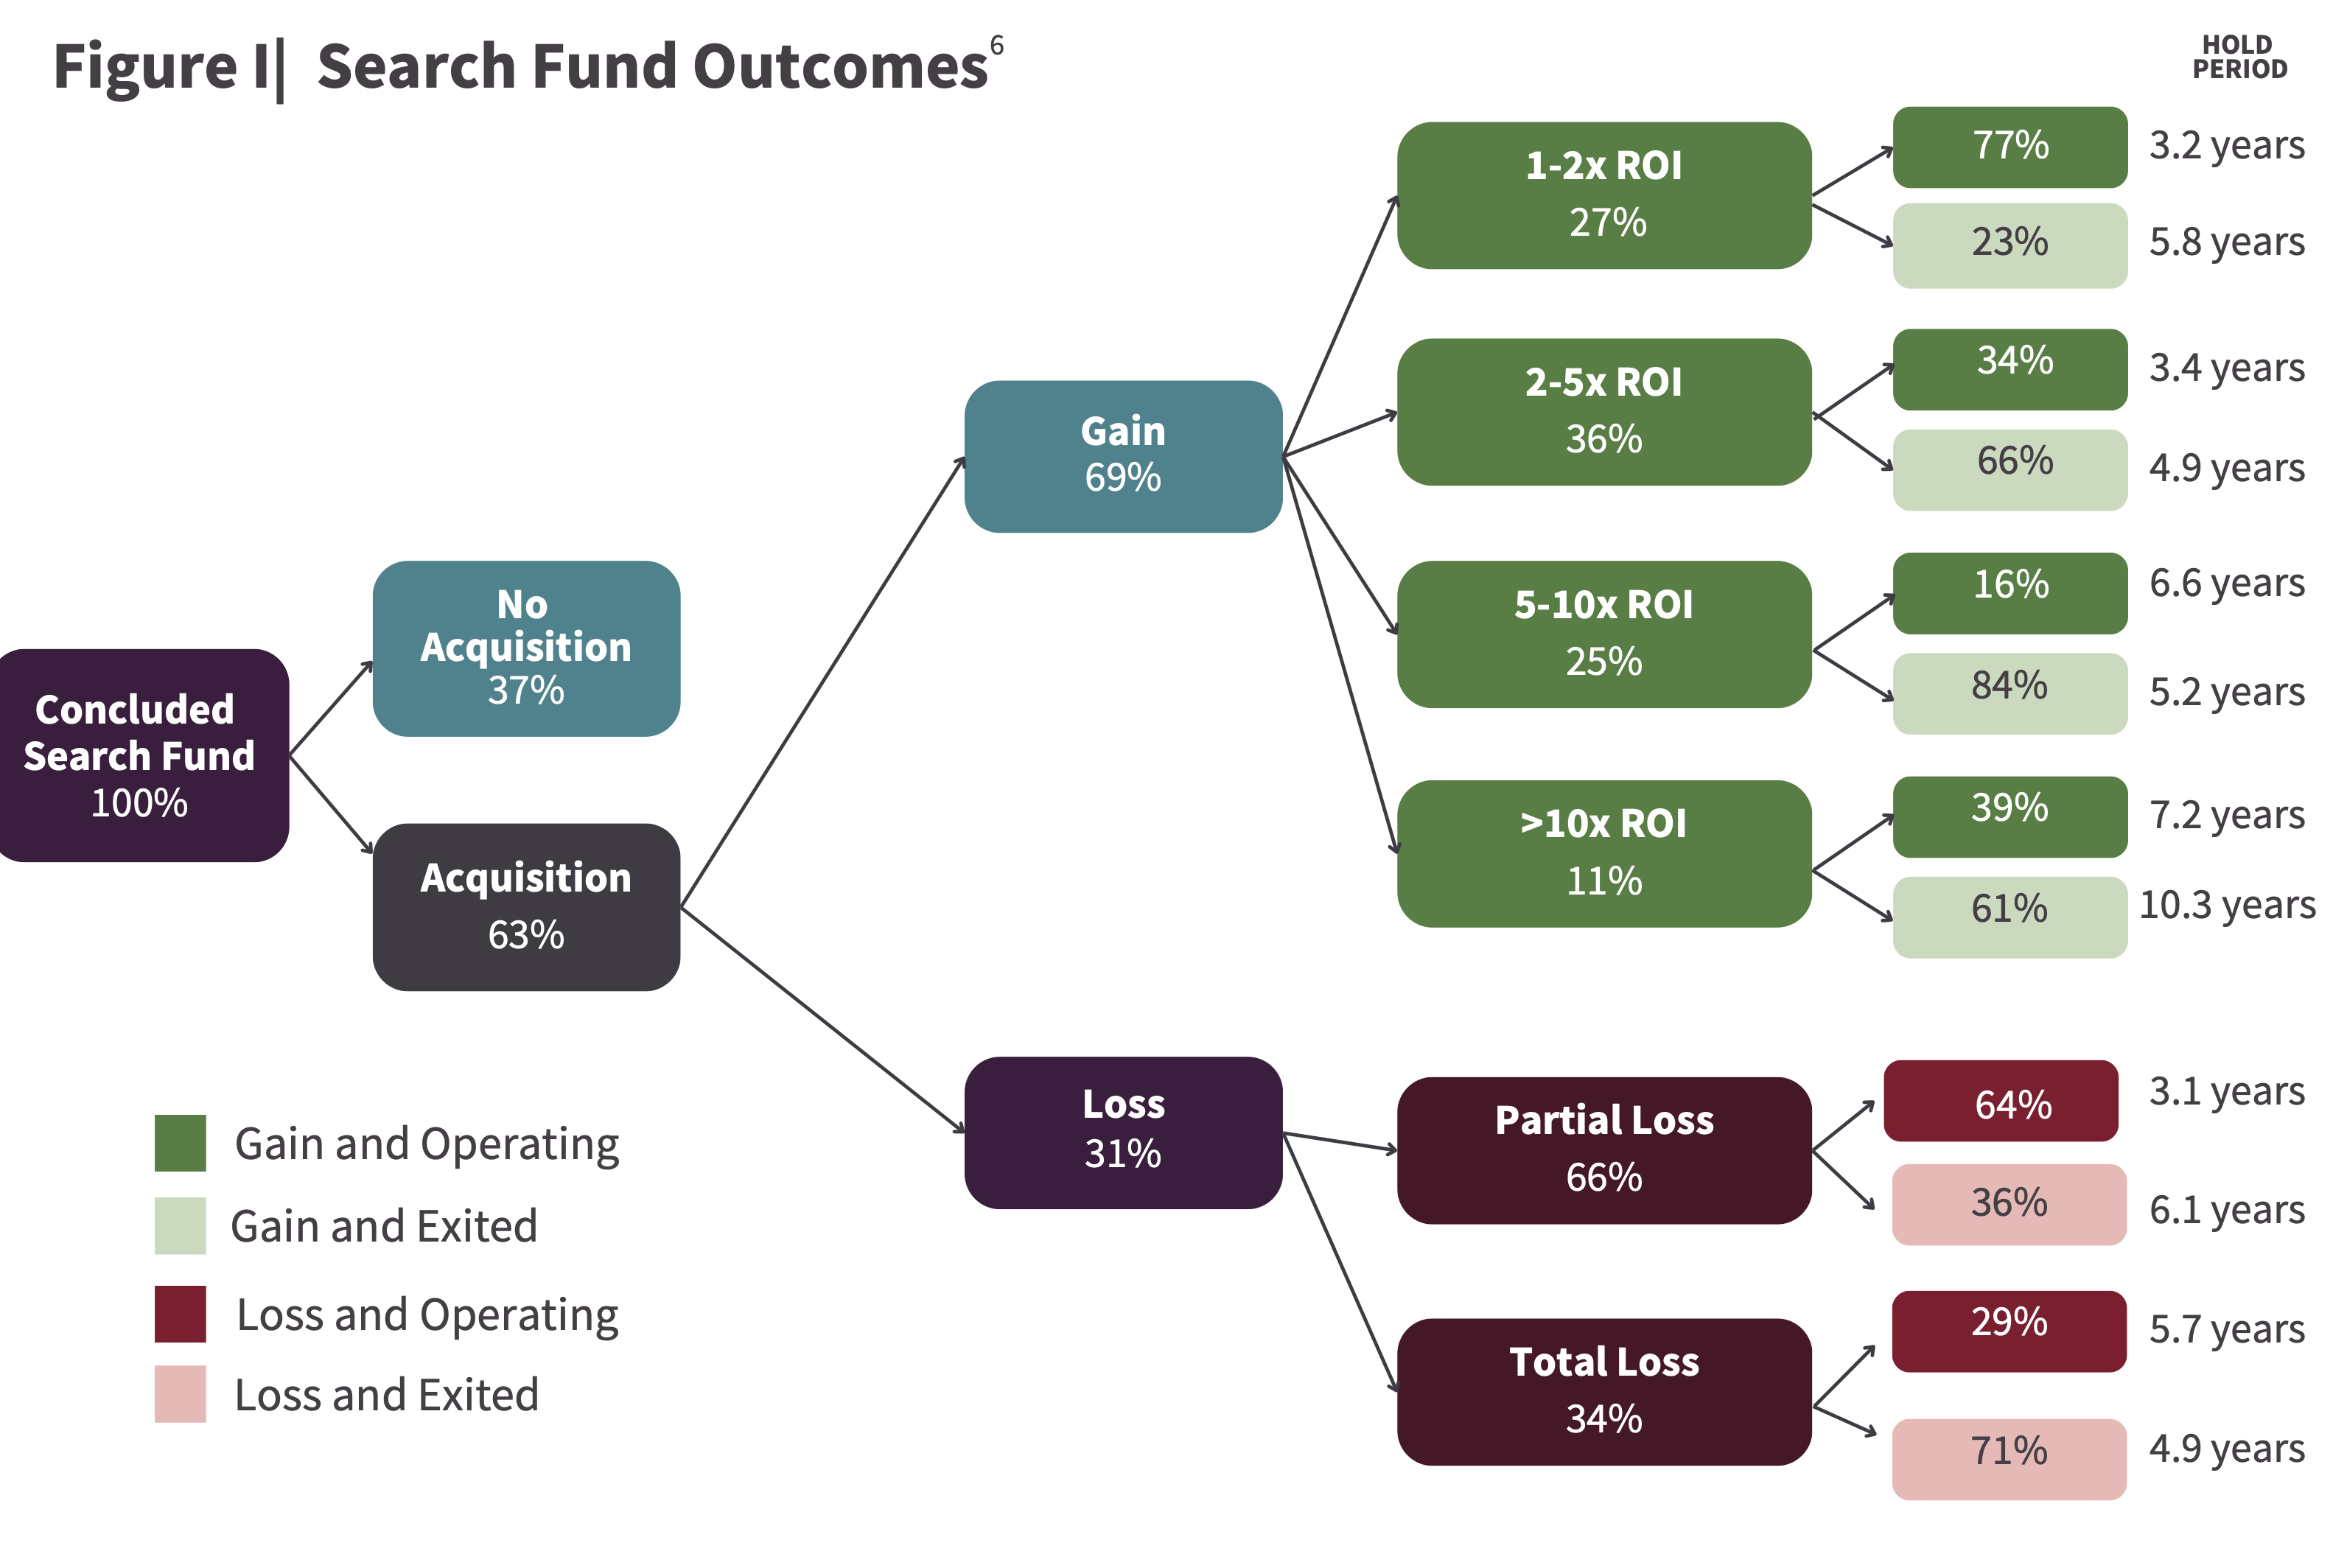 Figure I| Search Fund Outcomes6
HOLD
PERIOD
Concluded
Search Fund
100%
No
Acquisition
37%
Acquisition
63%
Gain
69%
Loss
31%
1-2x ROI
27%
77%
3.2 years
23%
5.8 years
2-5x ROI
36%
34%
3.4 years
66%
4.9 years
5-10x ROI
25%
16%
6.6 years
84%
5.2 years
>10x ROI
11%
39%
7.2 years
61%
10.3 years
Partial Loss
66%
64%
3.1 years
36%
6.1 years
Total Loss
34%
29%
5.7 years
71%
4.9 years
Gain and Operating
Gain and Exited
Loss and Operating
Loss and Exited